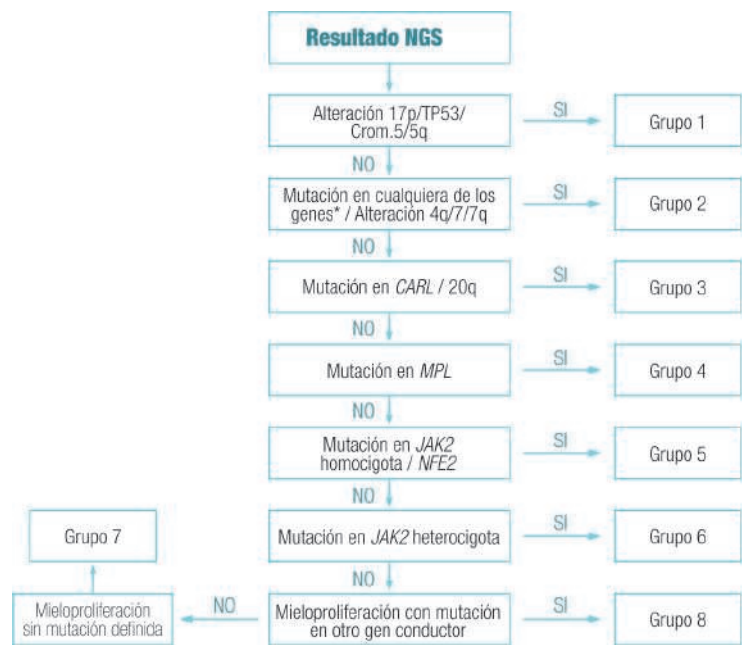 Resultado NGS
Alteración 17p/TP53/
Crom.5/5q
SI
Grupo 1
NO
Mutación en cualquiera de los
genes* / Alteración 4q/7/7q
SI
Grupo 2
NO
Mutación en CARL / 20q
SI
Grupo 3
NO
Mutación en MPL
SI
Grupo 4
NO
Mutación en JAK2
homocigota / NFE2
SI
Grupo 5
NO
Mutación en JAK2 heterocigota
SI
Grupo 6
NO
Mieloproliferación con mutación
en otro gen conductor
SI
Grupo 8
NO
Mieloproliferación
sin mutación definida
Grupo 7